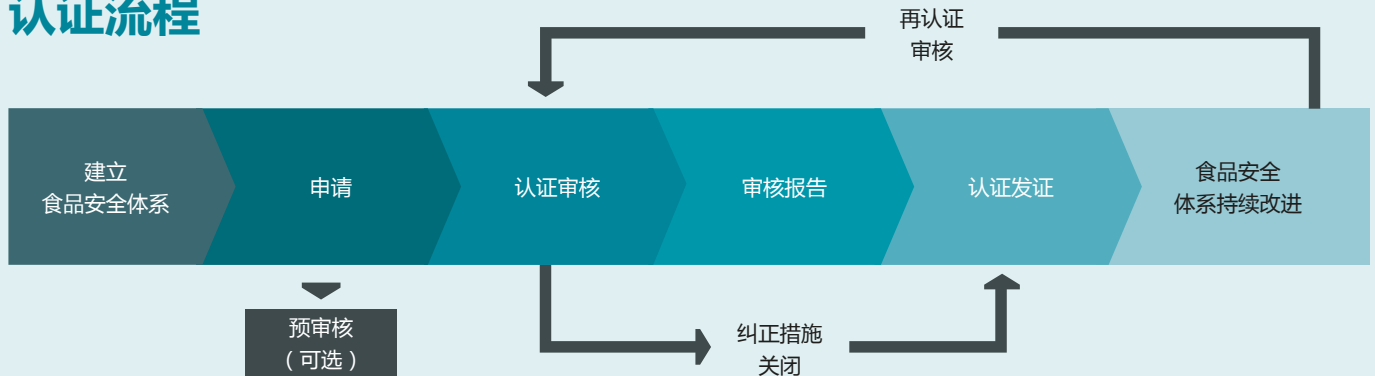 认证流程
再认证
审核
建立
食品安全体系
申请
认证审核
审核报告
认证发证
食品安全
体系持续改进
预审核
（可选）
纠正措施
关闭